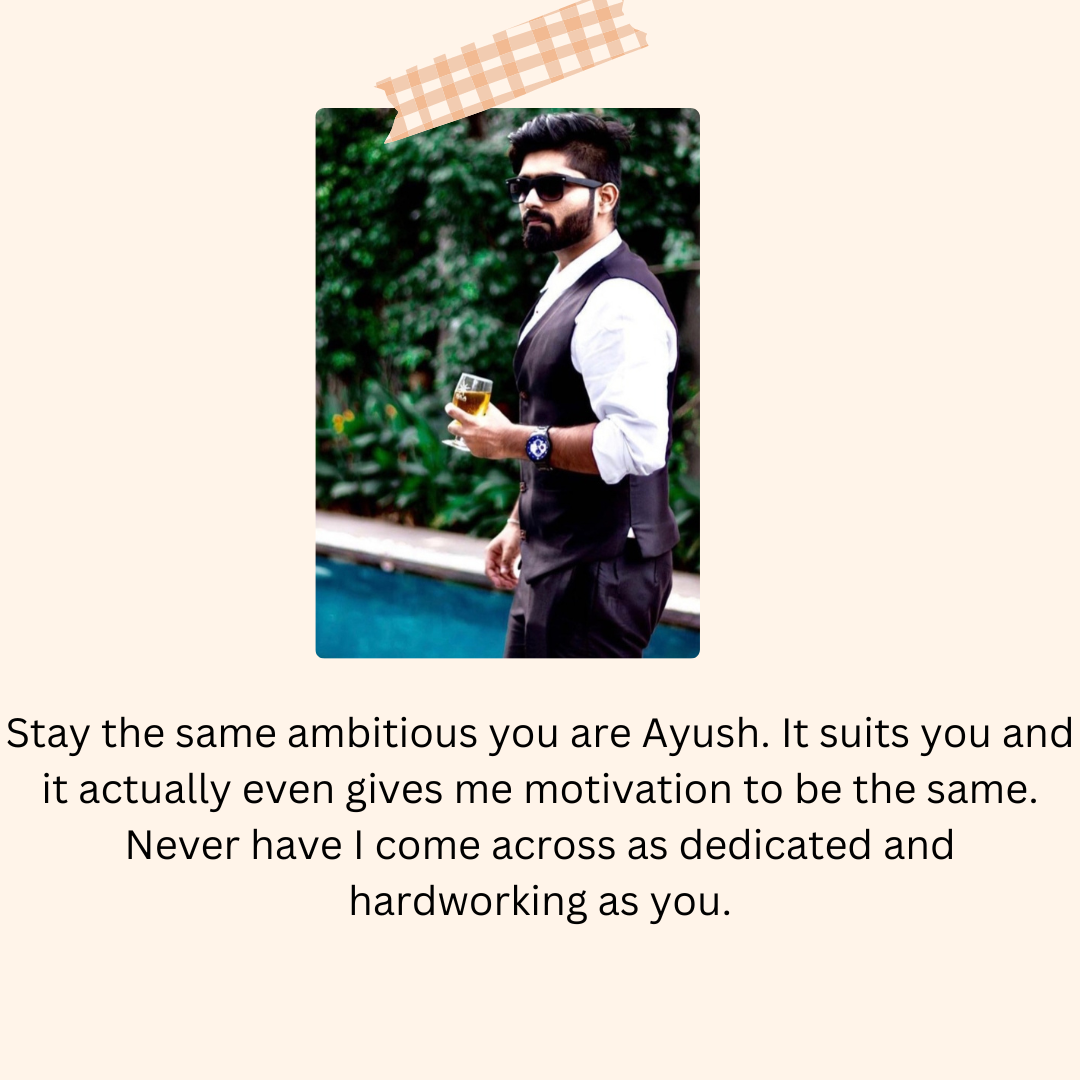 Stay the same ambitious you are Ayush. It suits you and
it actually even gives me motivation to be the same.
Never have I come across as dedicated and
hardworking as you.